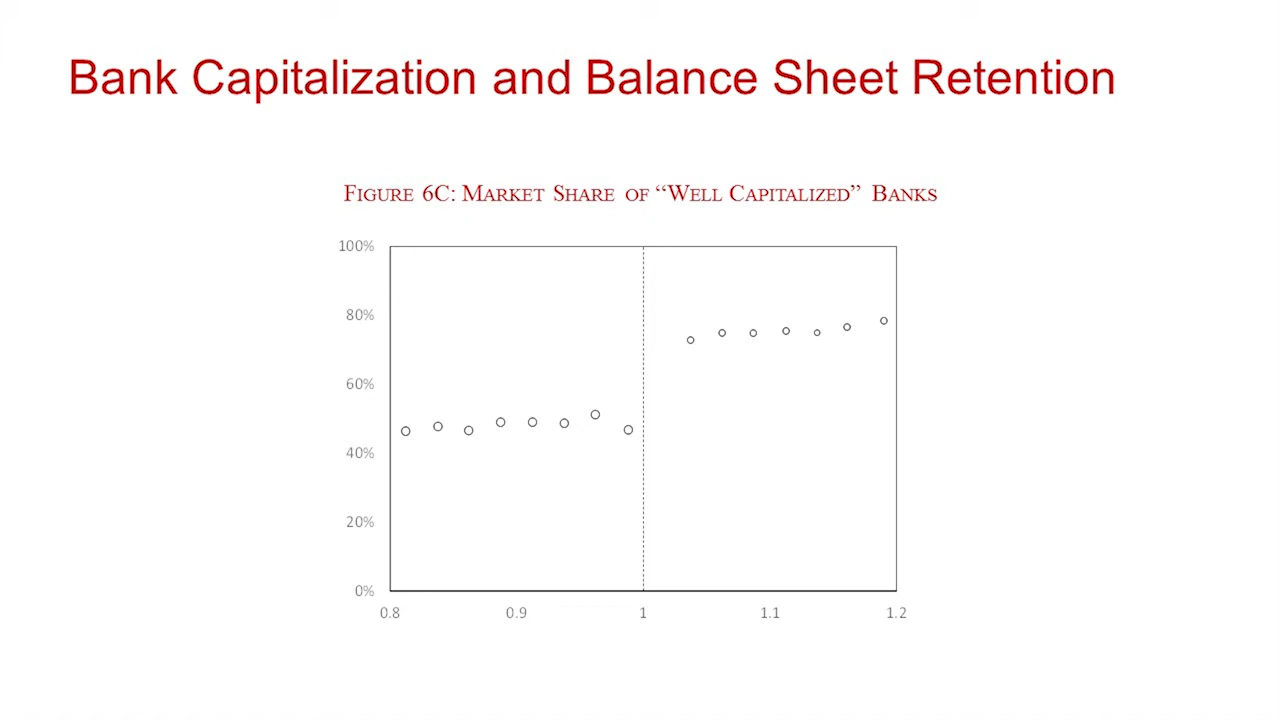 Bank Capitalization and Balance Sheet Retention
FIGURE 6C: MARKET SHARE OF “WELL CAPITALIZED” BANKS
100%
80%
60%
40%
20%
0%
0.8 0.9 1 1.1 1.2